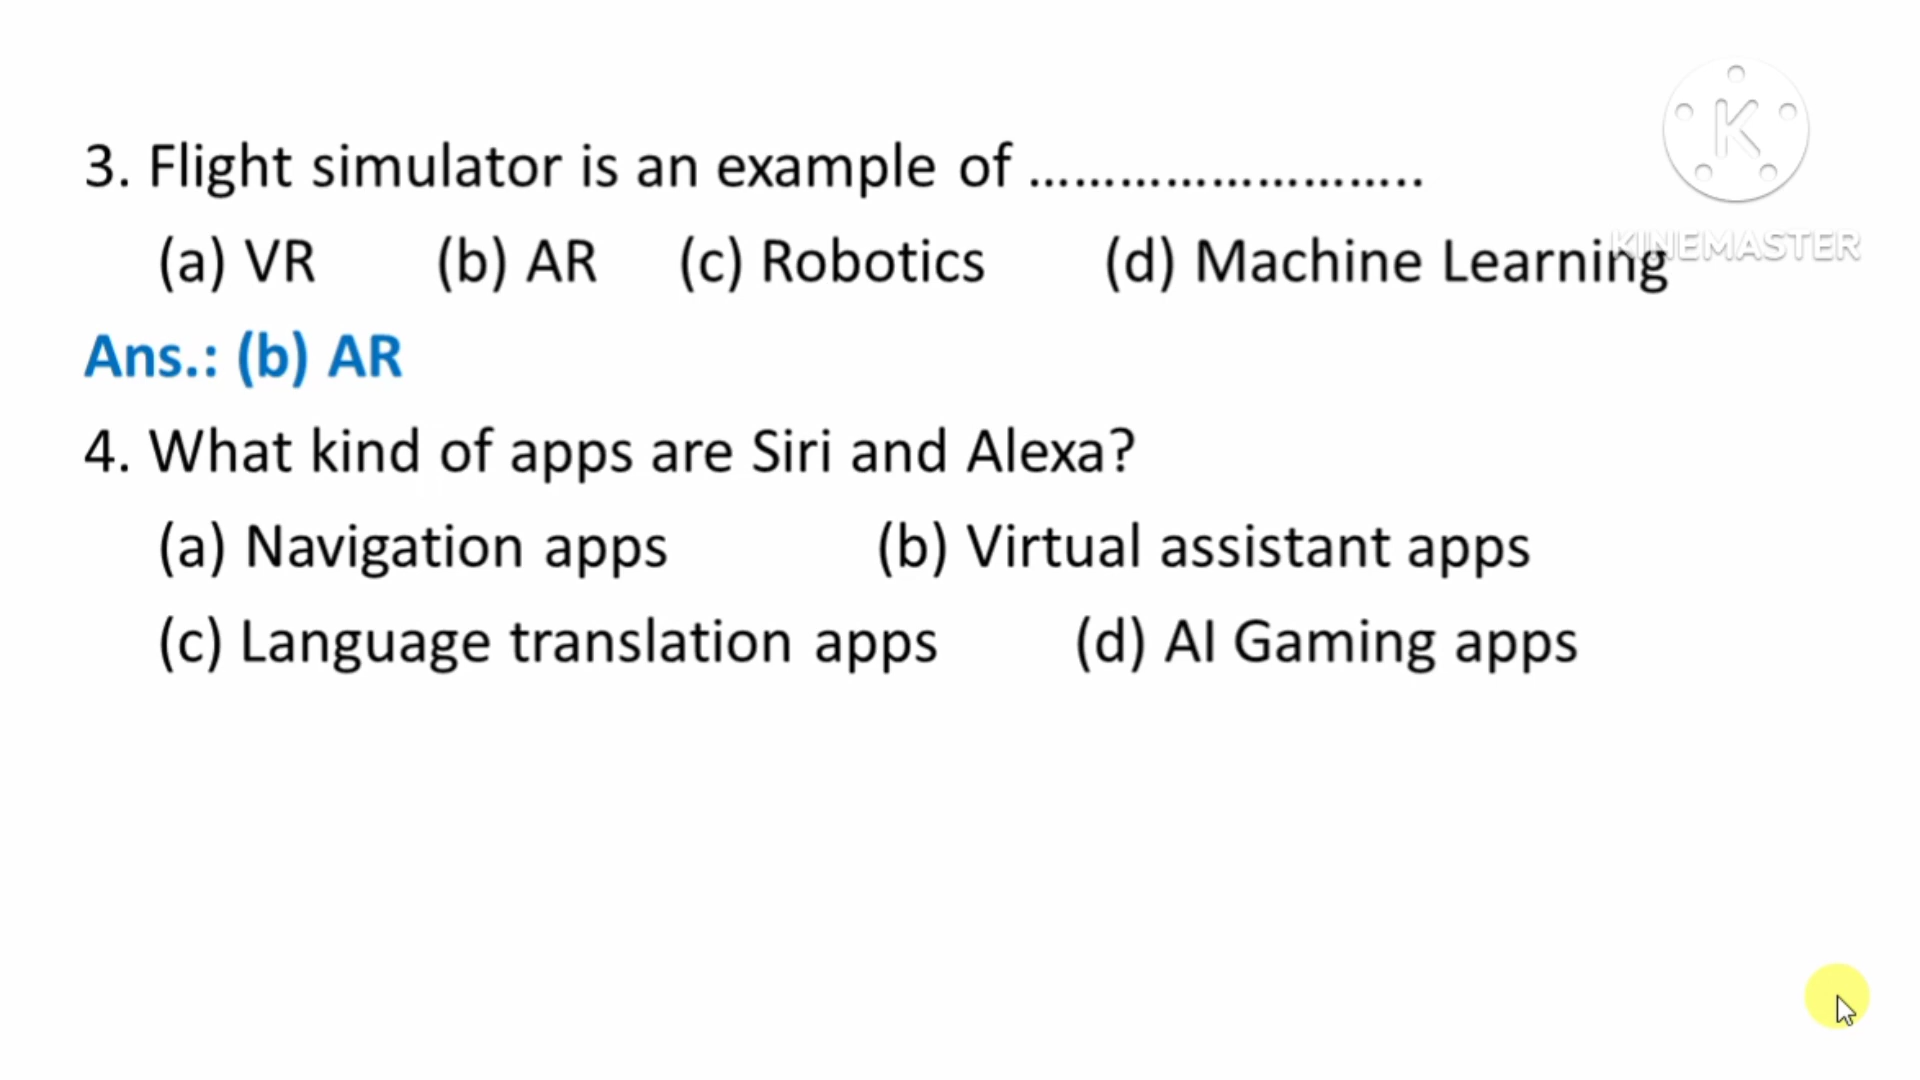 3. Flight simulator is an example of ……………………..
(a) VR (b) AR (c) Robotics (d) Machine Learning
Ans.: (b) AR
4. What kind of apps are Siri and Alexa?
(a) Navigation apps (b) Virtual assistant apps
(c) Language translation apps (d) AI Gaming apps
K
KINEMASTER